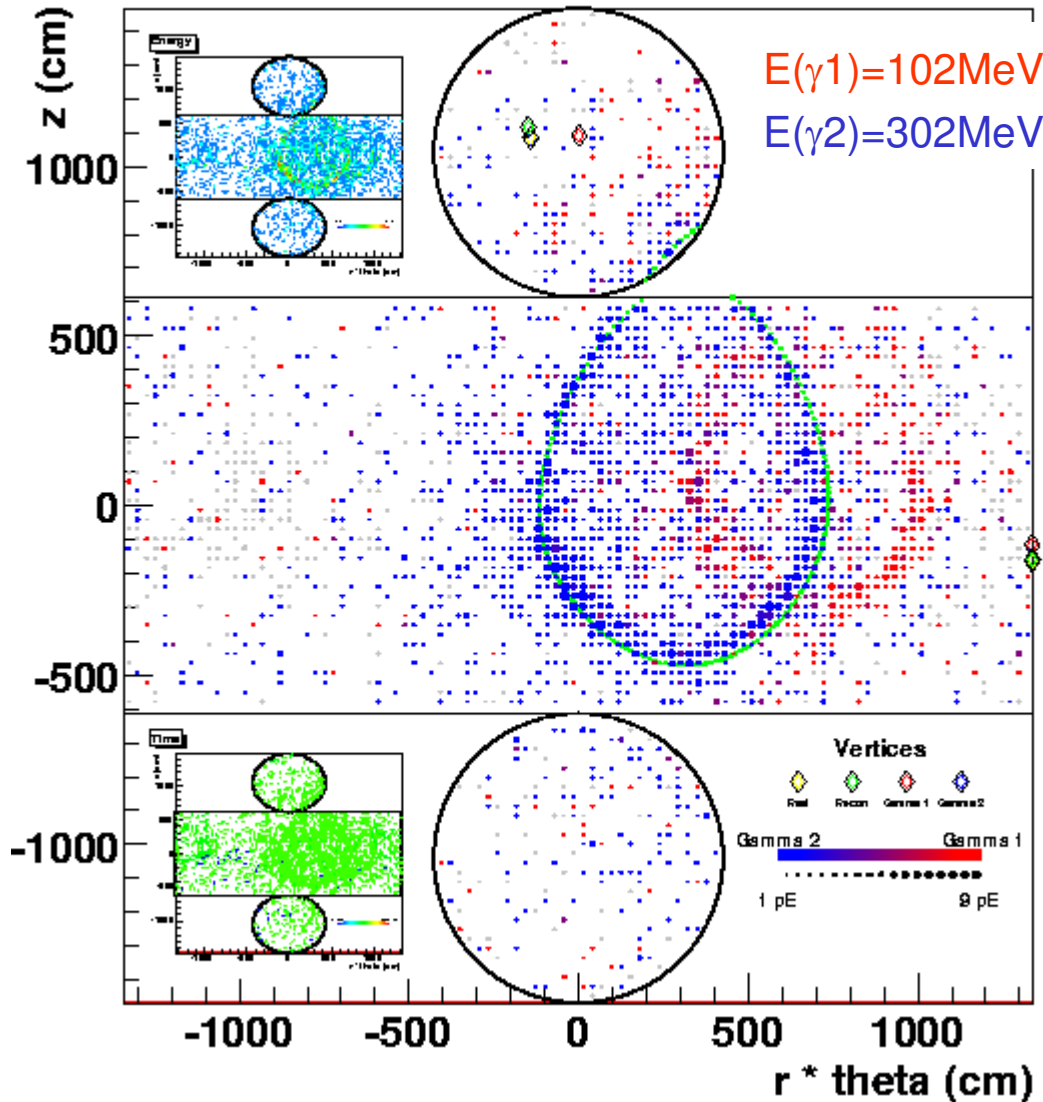 z (cm)
1000
500
0
-500
-1000
Energy
E(γ1)=102MeV
E(γ2)=302MeV
Time
Vertices
Real Recon Gamma 1 Gamma 2
Gamma 2 Gamma 1
1 pE 9 pE
-1000 -500 0 500 1000
r * theta (cm)